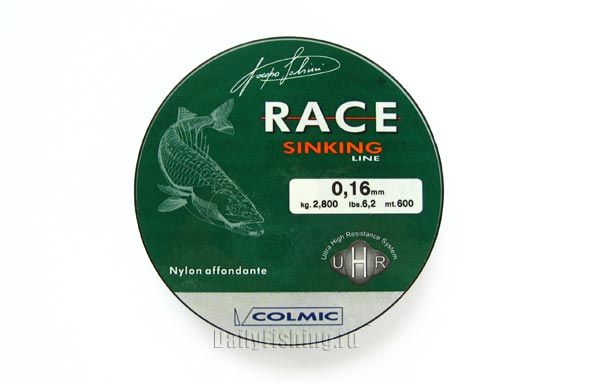 RACE
SINKING
LINE
0,16mm
kg. 2,800 lbs.6,2 mt.600
Ultra High Resistance System
UHR
Nylon affondante
COLMIC
DailyFishing.ru